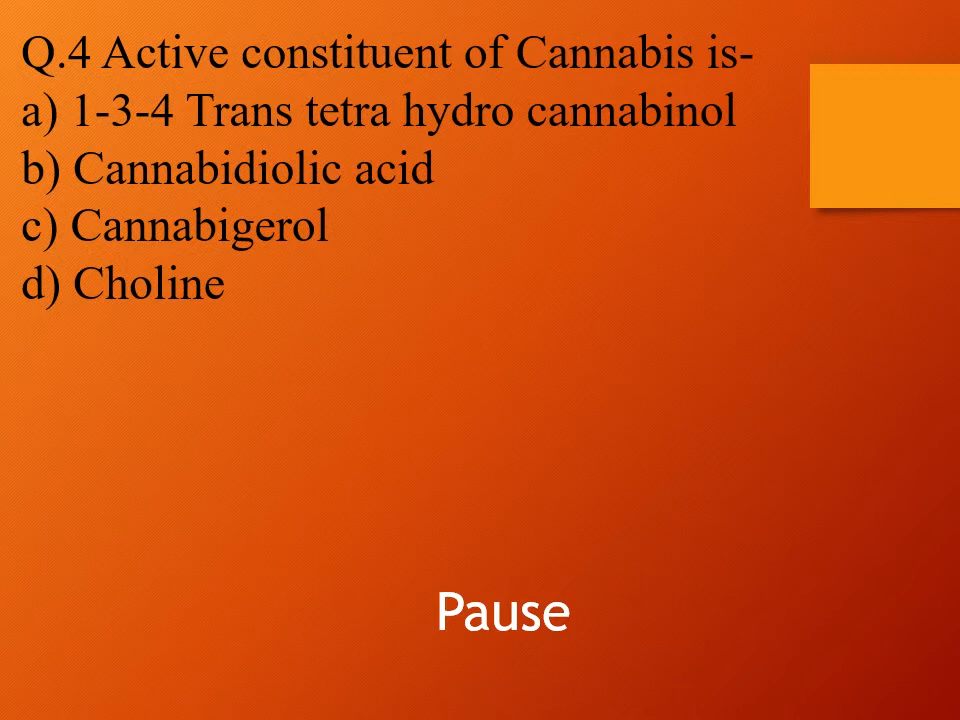 Q.4 Active constituent of Cannabis is-
a) 1-3-4 Trans tetra hydro cannabinol
b) Cannabidiolic acid
c) Cannabigerol
d) Choline
Pause